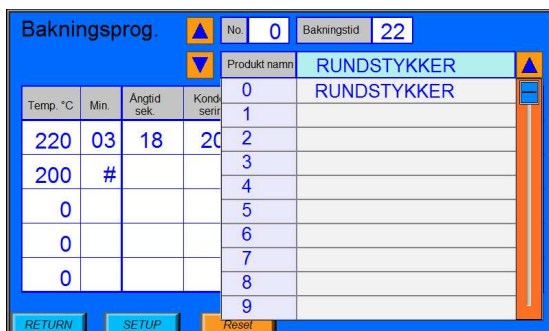 Bakningsprog.
No. 0 Bakningstid 22
Produkt namn RUNDSTYKKER
0 RUNDSTYKKER
1
2
3
4
5
6
7
8
9
Temp. °C Min. Ångtid sek.
220 03 18 20
200 #
0
0
0
RETURN SETUP Reset